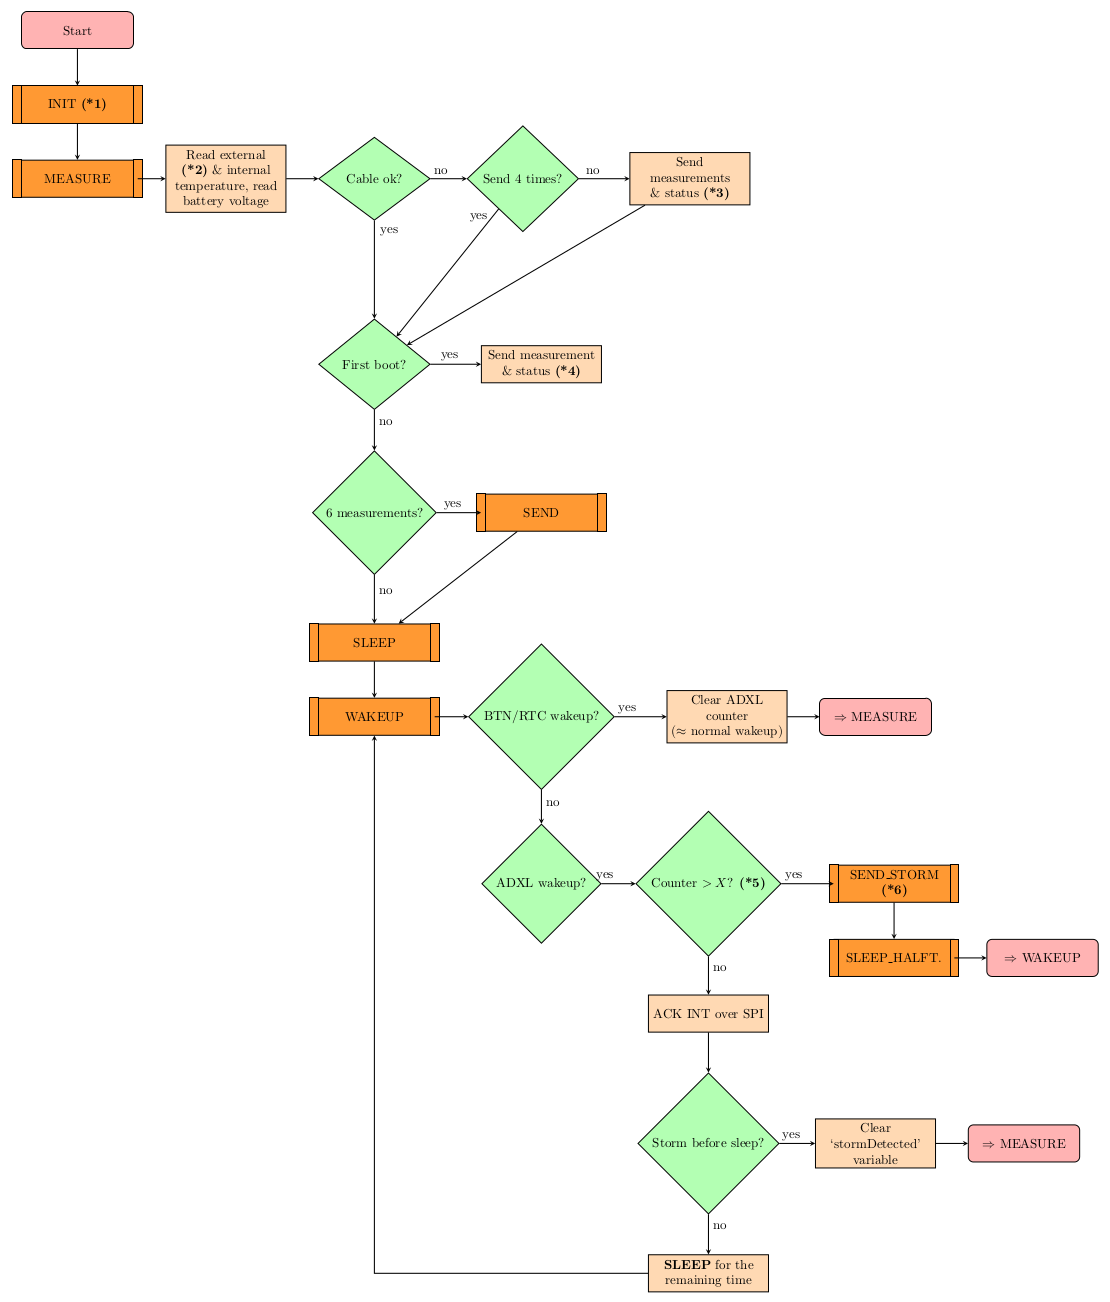 Start
INIT (*1)
MEASURE
Read external
(*2) & internal
temperature, read
battery voltage
Cable ok?
no
Send 4 times?
no
Send
measurements
& status (*3)
yes
yes
First boot?
yes
Send measurement
& status (*4)
no
6 measurements?
yes
SEND
no
SLEEP
WAKEUP
BTN/RTC wakeup?
yes
Clear ADXL
counter
(≈ normal wakeup)
⇒ MEASURE
no
ADXL wakeup?
yes
Counter > X? (*5)
yes
SEND_STORM
(*6)
SLEEP_HALFT.
⇒ WAKEUP
no
ACK INT over SPI
Storm before sleep?
yes
Clear
‘stormDetected’
variable
⇒ MEASURE
no
SLEEP for the
remaining time